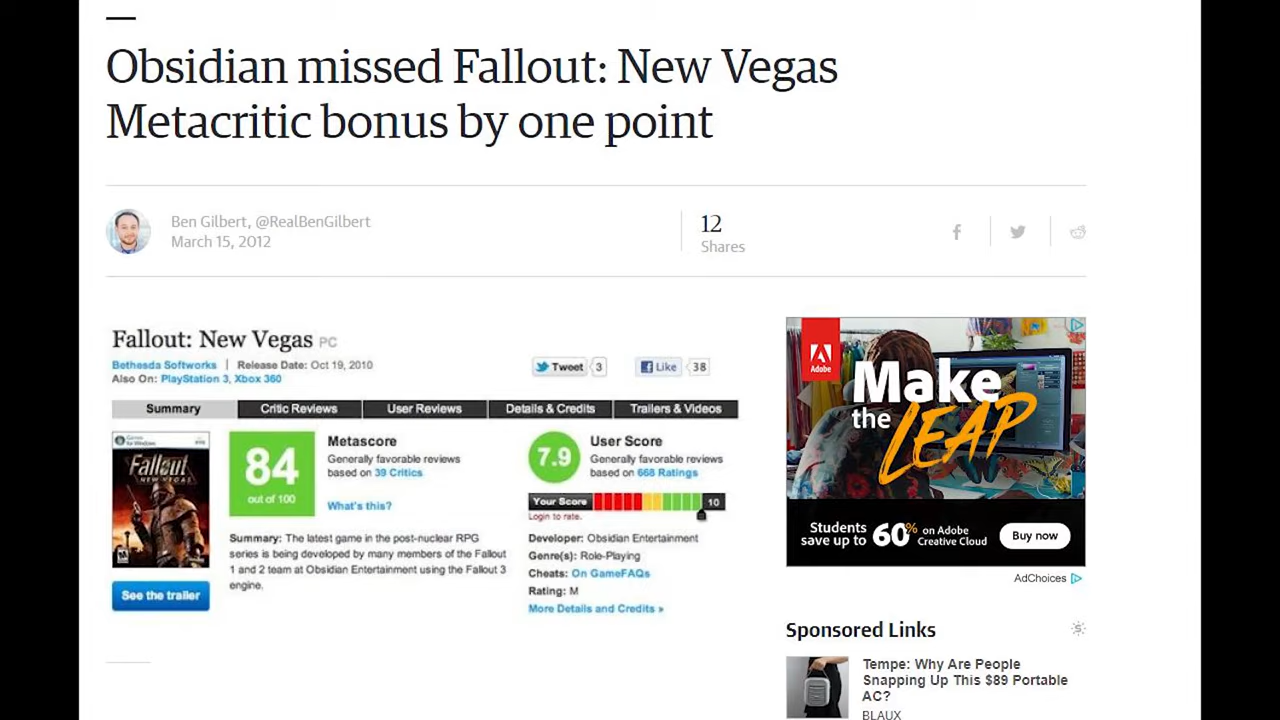 Obsidian missed Fallout: New Vegas
Metacritic bonus by one point
Ben Gilbert, @RealBenGilbert
March 15, 2012
12
Shares
Fallout: New Vegas PC
Bethesda Softworks | Release Date: Oct 19, 2010
Also On: PlayStation 3, Xbox 360
Tweet 3
Like 38
Summary Critic Reviews User Reviews Details & Credits Trailers & Videos
Games for Windows
Fallout
NEW VEGAS
M
See the trailer
84
out of 100
Metascore
Generally favorable reviews
based on 39 Critics
What's this?
Summary: The latest game in the post-nuclear RPG
series is being developed by many members of the Fallout
1 and 2 team at Obsidian Entertainment using the Fallout 3
engine.
7.9
User Score
Generally favorable reviews
based on 668 Ratings
Your Score 10
Login to rate.
Developer: Obsidian Entertainment
Genre(s): Role-Playing
Cheats: On GameFAQs
Rating: M
More Details and Credits »
Adobe
Make
the LEAP
Students
save up to 60% on Adobe
Creative Cloud
Buy now
AdChoices
Sponsored Links
Tempe: Why Are People
Snapping Up This $89 Portable
AC?
BLAUX